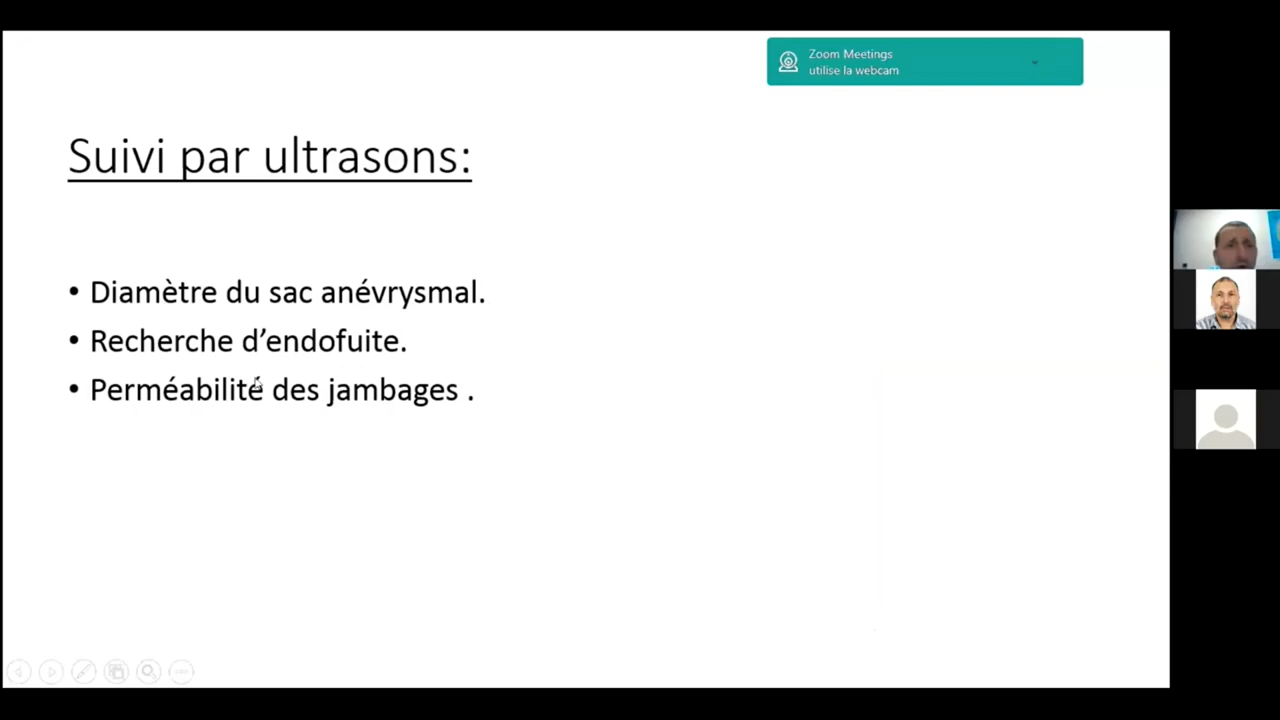 Zoom Meetings
utilise la webcam
Suivi par ultrasons:
• Diamètre du sac anévrysmal.
• Recherche d’endofuite.
• Perméabilité des jambages .